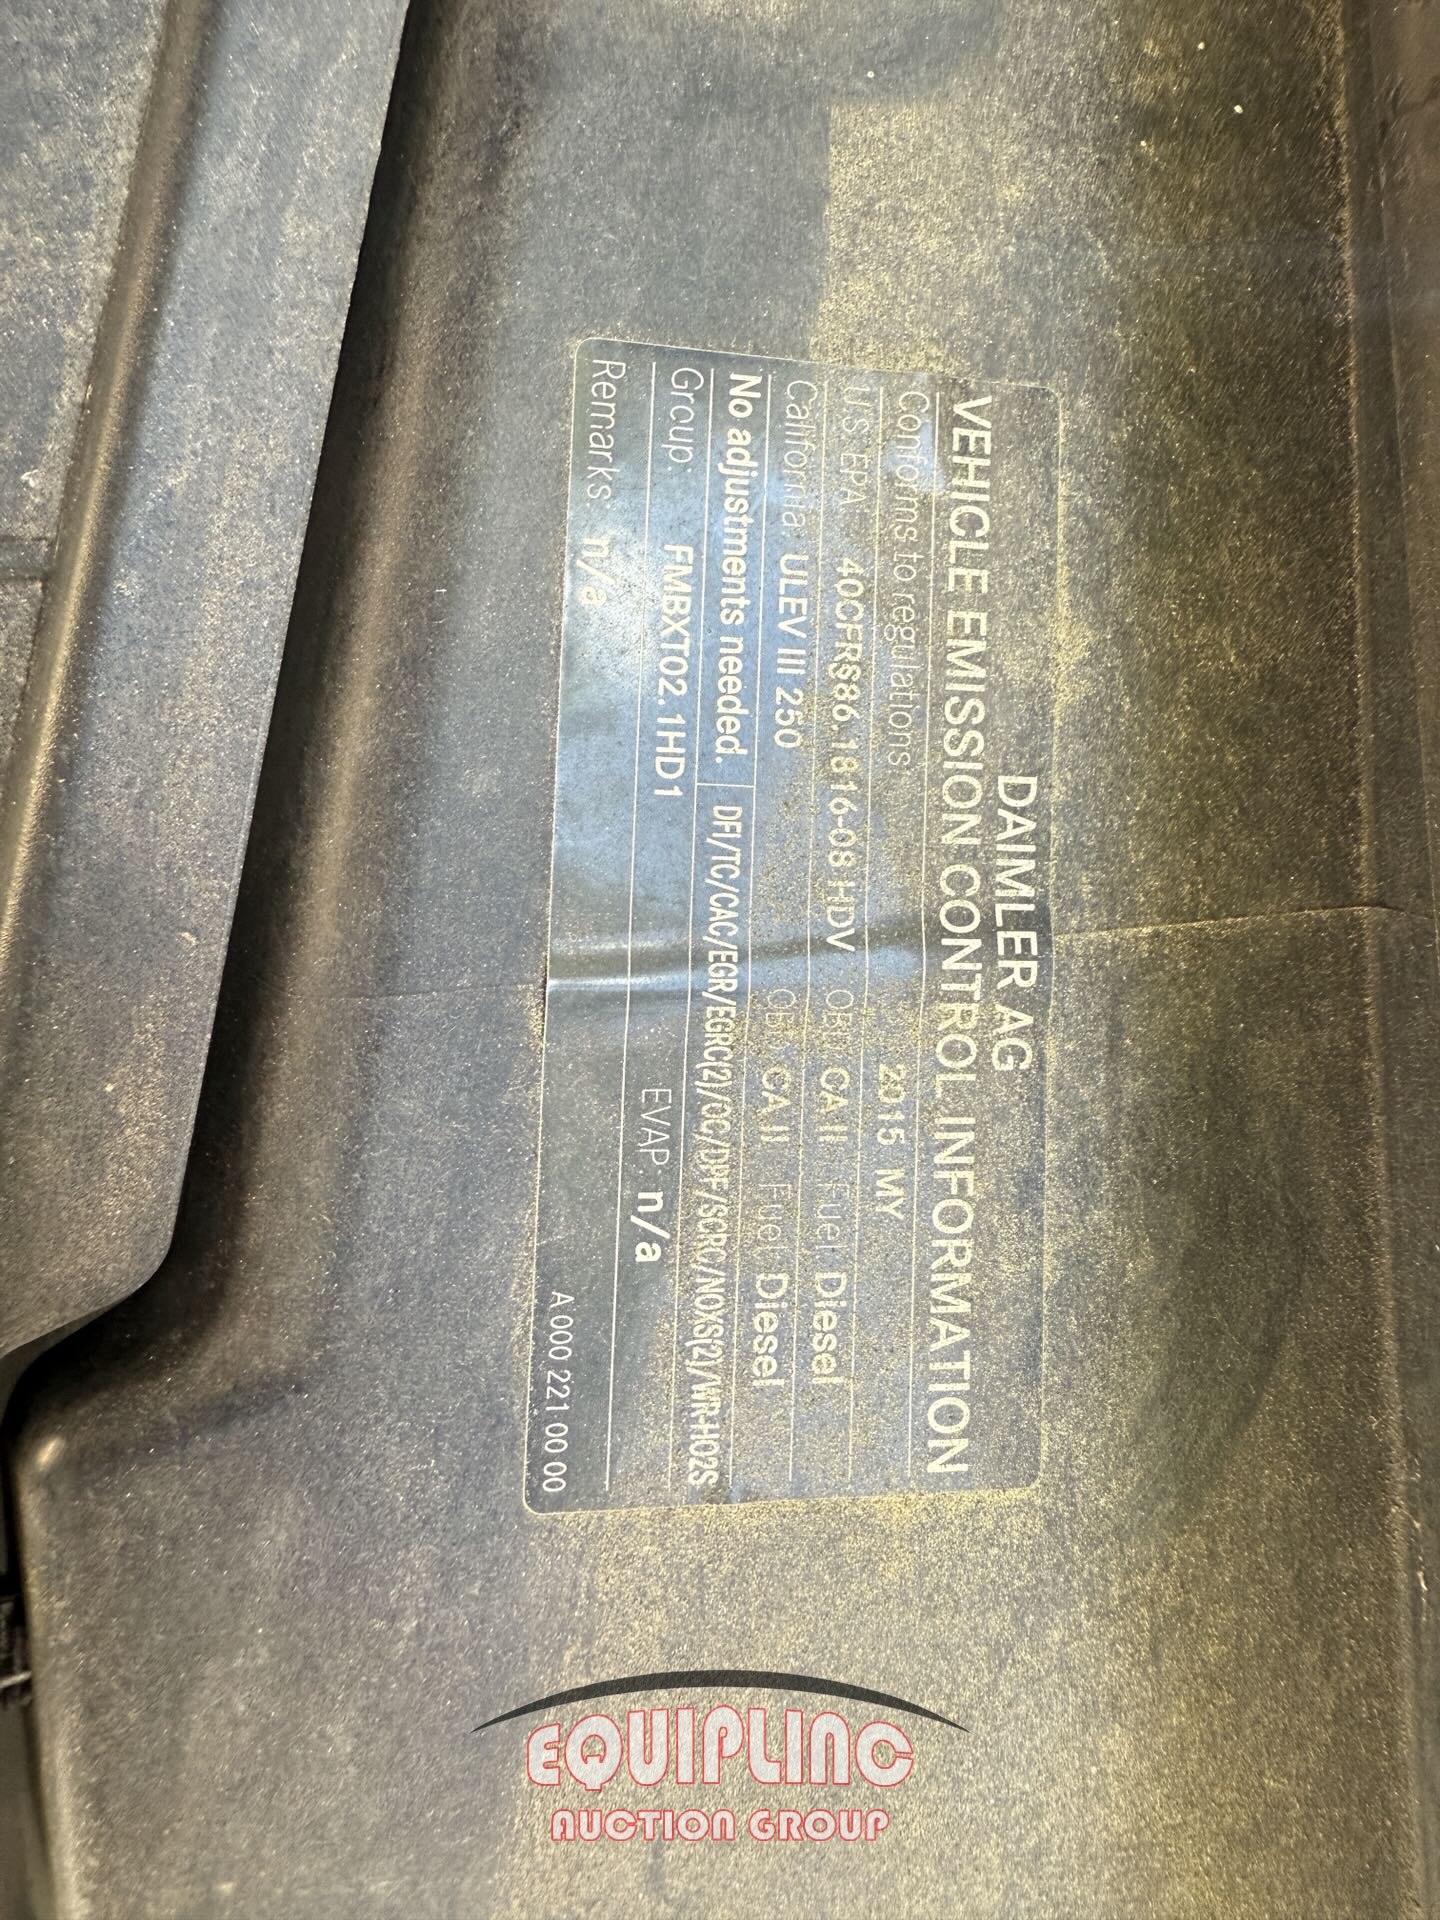 DAIMLER AG
VEHICLE EMISSION CONTROL INFORMATION
Conforms to regulations: 2015 MY
US EPA: 40CFR§86.1816-08 HDV OBD: CA II Fuel: Diesel
California: ULEV III 250 OBD: CA II Fuel: Diesel
No adjustments needed. DFI/TC/CAC/EGR/EGRC(2)/OC/DPF/SCRC/NOXS(2)/WR-HO2S
Group: FMBXT02.1HD1 EVAP: n/a
Remarks: n/a
A 000 221 00 00
EQUIPLINC
AUCTION GROUP